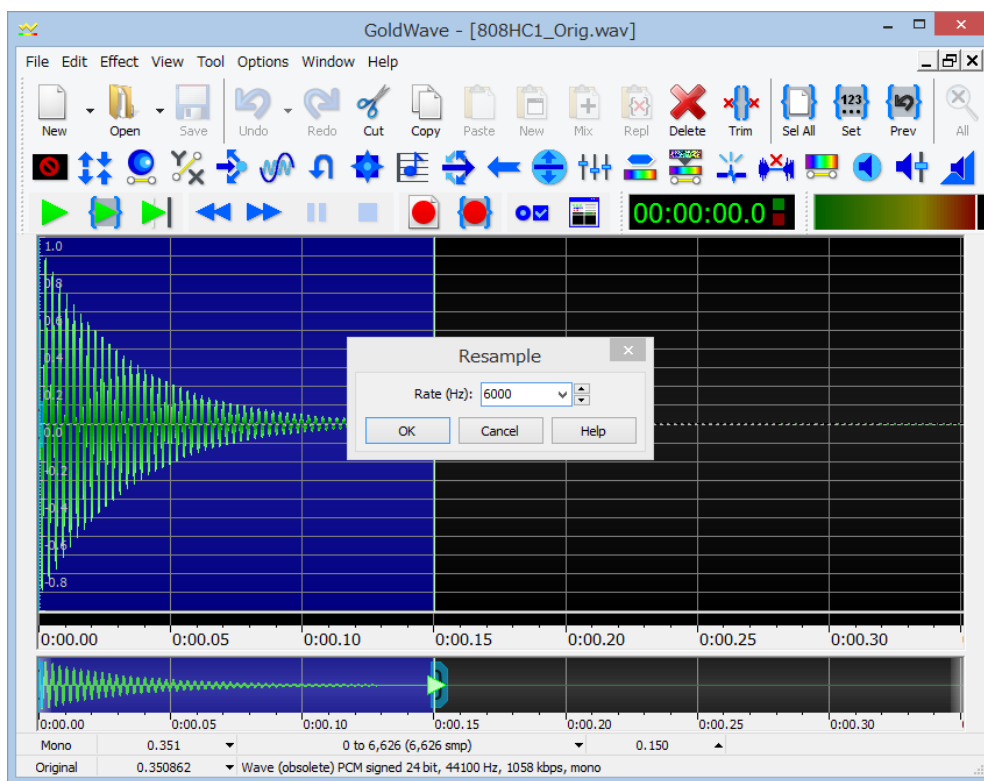 GoldWave - [808HC1_Orig.wav]
File Edit Effect View Tool Options Window Help
New Open Save Undo Redo Cut Copy Paste New Mix Repl Delete Trim Sel All Set Prev All
123
00:00:00.0
1.0
0.8
0.6
0.4
0.2
0.0
-0.2
-0.4
-0.6
-0.8
Resample
Rate (Hz): 6000
OK Cancel Help
0:00.00 0:00.05 0:00.10 0:00.15 0:00.20 0:00.25 0:00.30
0:00.00 0:00.05 0:00.10 0:00.15 0:00.20 0:00.25 0:00.30
Mono 0.351 0 to 6,626 (6,626 smp) 0.150
Original 0.350862 Wave (obsolete) PCM signed 24 bit, 44100 Hz, 1058 kbps, mono